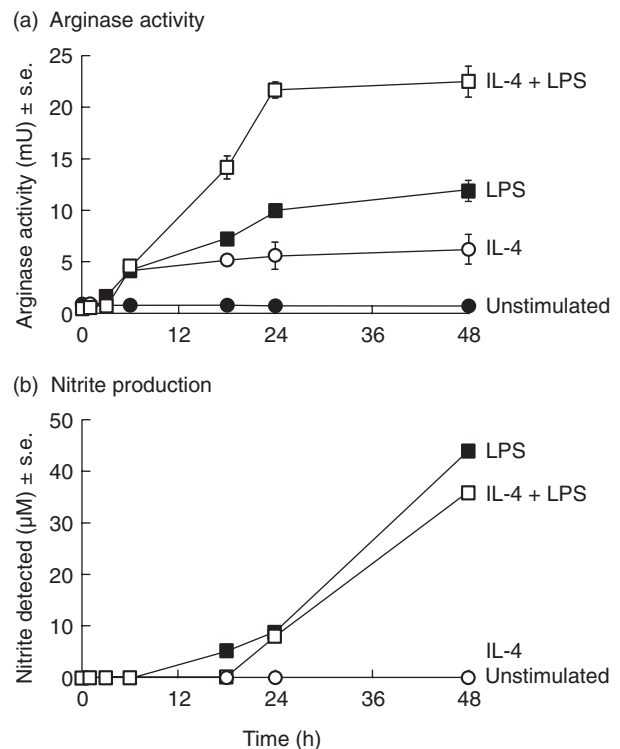 (a) Arginase activity
Arginase activity (mU) ± s.e.
25
20
15
10
5
0
IL-4 + LPS
LPS
IL-4
Unstimulated
0 12 24 36 48
(b) Nitrite production
Nitrite detected (µM) ± s.e.
50
40
30
20
10
0
LPS
IL-4 + LPS
IL-4
Unstimulated
0 12 24 36 48
Time (h)